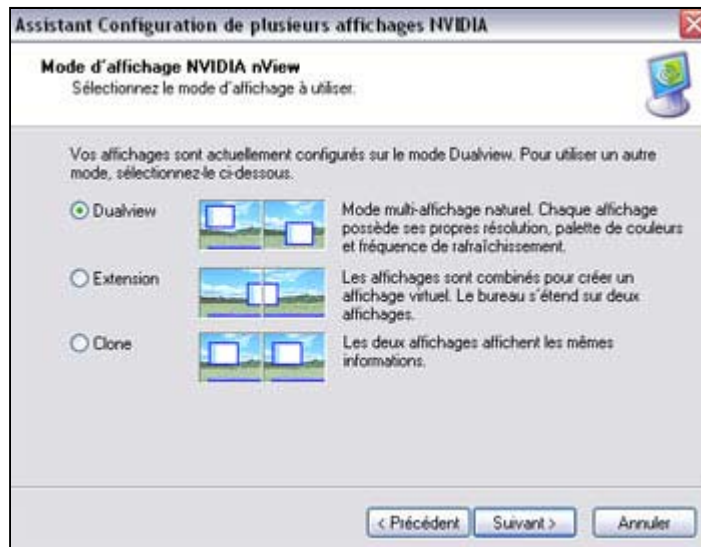 Assistant Configuration de plusieurs affichages NVIDIA
Mode d'affichage NVIDIA nView
Sélectionnez le mode d'affichage à utiliser.
Vos affichages sont actuellement configurés sur le mode Dualview. Pour utiliser un autre
mode, sélectionnez-le ci-dessous.
Dualview
Mode multi-affichage naturel. Chaque affichage
possède ses propres résolution, palette de couleurs
et fréquence de rafraîchissement.
Extension
Les affichages sont combinés pour créer un
affichage virtuel. Le bureau s'étend sur deux
affichages.
Clone
Les deux affichages affichent les mêmes
informations.
< Précédent
Suivant >
Annuler